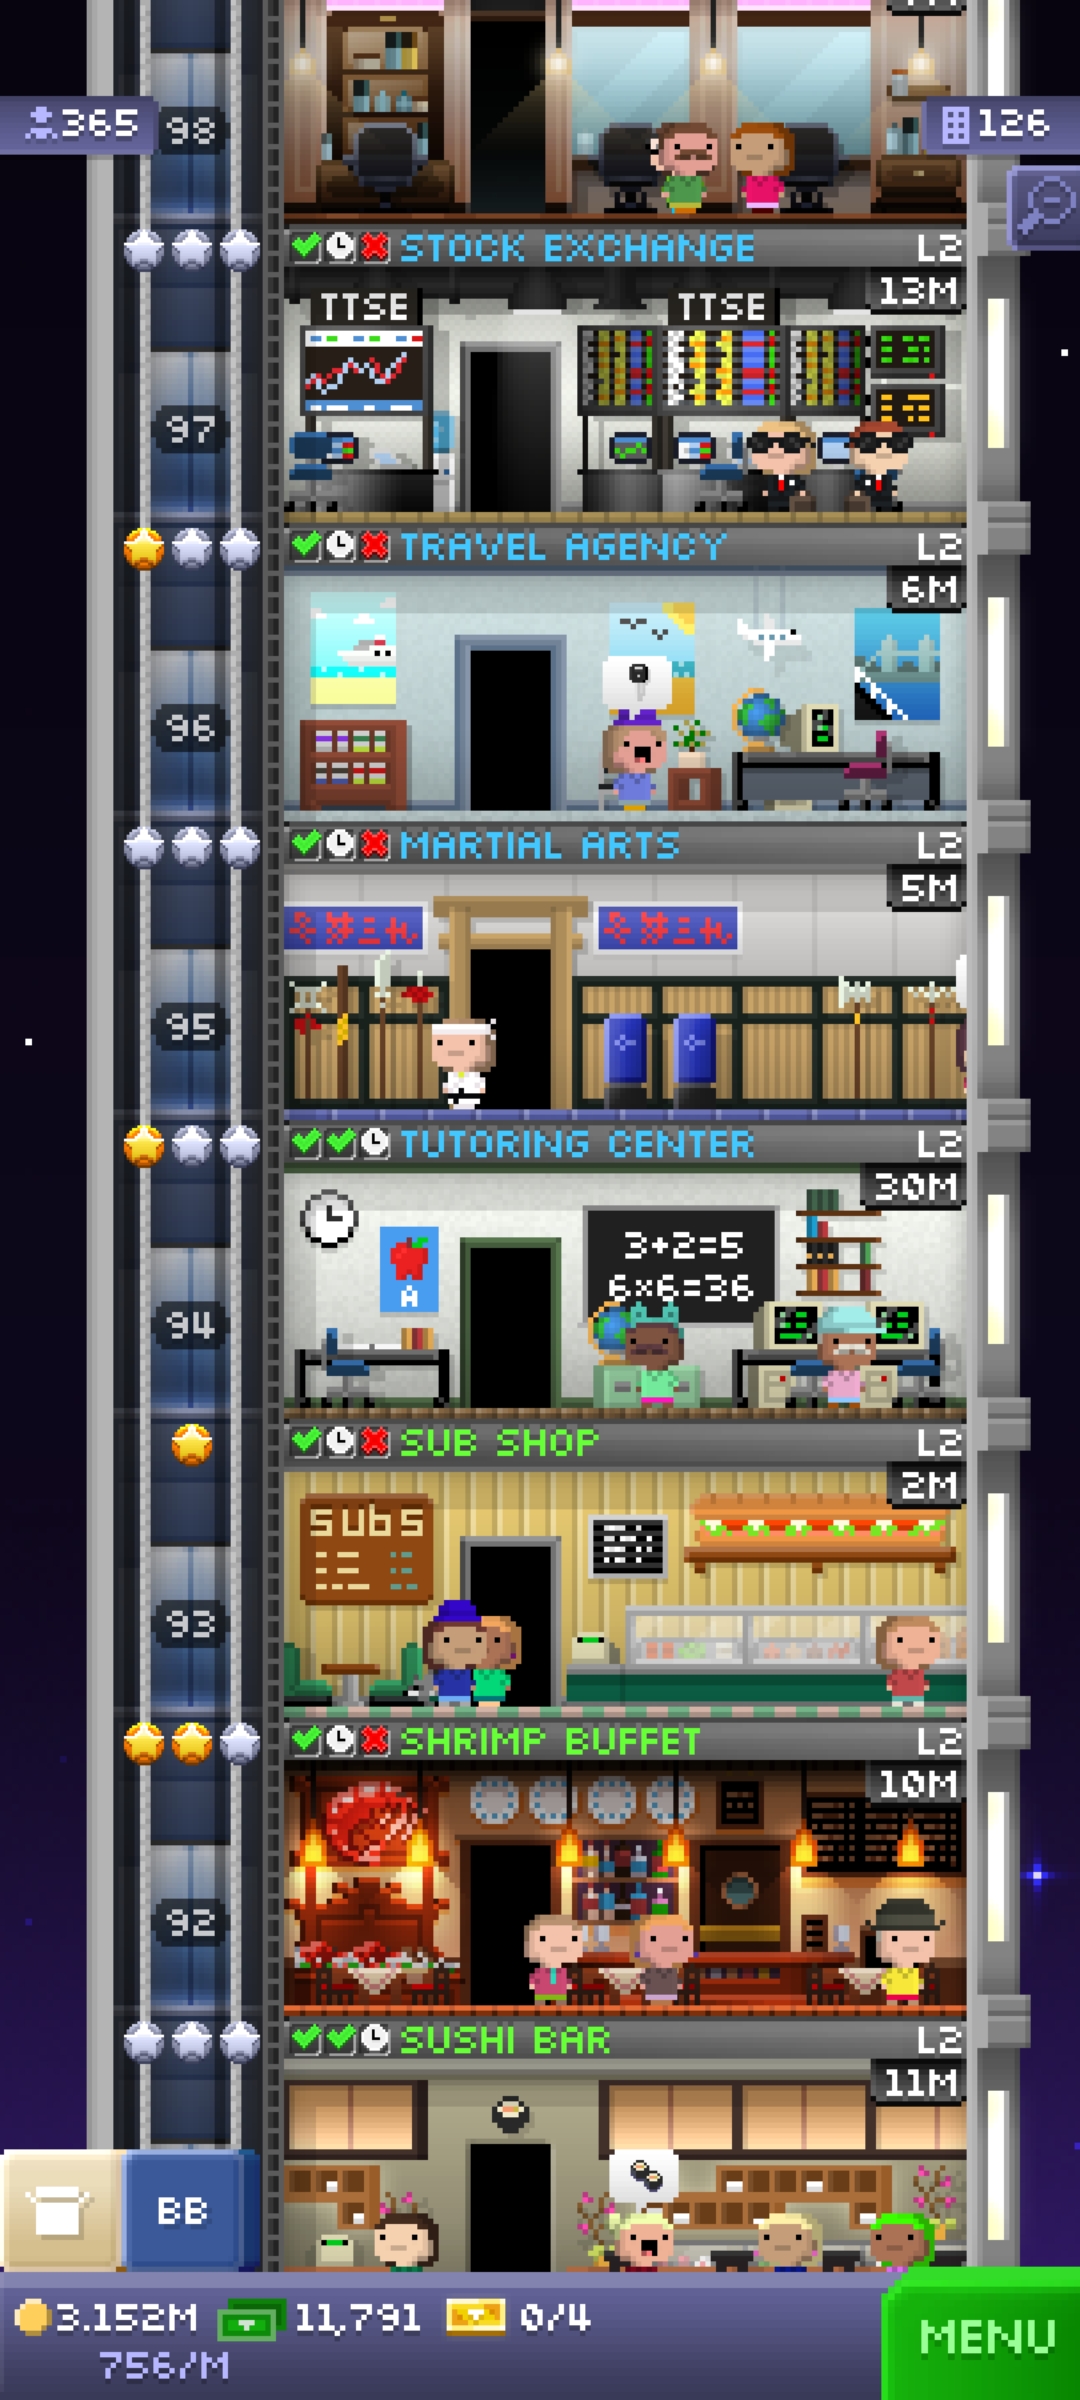 365
98
126
STOCK EXCHANGE L2
13M
TTSE
TTSE
97
TRAVEL AGENCY L2
6M
96
MARTIAL ARTS L2
5M
95
TUTORING CENTER L2
30M
3+2=5
6×6=36
A
94
SUB SHOP L2
2M
subs
93
SHRIMP BUFFET L2
10M
92
SUSHI BAR L2
11M
BB
3.152M 11,791 0/4
756/M
MENU